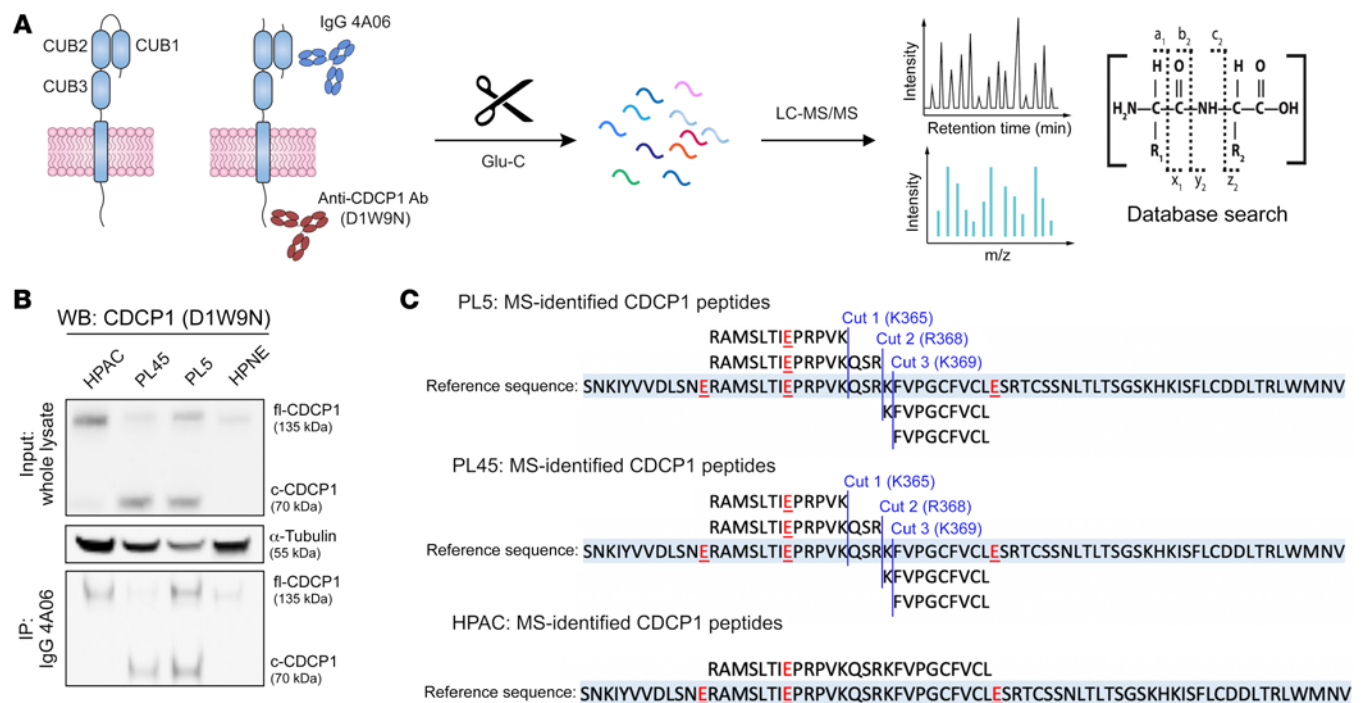 A
IgG 4A06
CUB2
CUB1
CUB3
Anti-CDCP1 Ab
(D1W9N)
Glu-C
LC-MS/MS
Intensity
Retention time (min)
Intensity
m/z
a1 b2 c2
H O H O
H2N—C—C—NH—C—C—OH
R1 R2
x1 y2 z2
Database search
B
WB: CDCP1 (D1W9N)
HPAC PL45 PL5 HPNE
Input:
whole lysate
fl-CDCP1
(135 kDa)
c-CDCP1
(70 kDa)
α-Tubulin
(55 kDa)
IP:
IgG 4A06
fl-CDCP1
(135 kDa)
c-CDCP1
(70 kDa)
C
PL5: MS-identified CDCP1 peptides
Cut 1 (K365)
RAMSLTIEPRPVK
Cut 2 (R368)
RAMSLTIEPRPVKQSR
Cut 3 (K369)
Reference sequence: SNKIYVVDLSNERAMSLTIEPRPVKQSRKFVPGCFVCLESRTCSSNLTLTSGSKHKISFLCDDLTRLWMNV
KFVPGCFVCL
FVPGCFVCL
PL45: MS-identified CDCP1 peptides
Cut 1 (K365)
RAMSLTIEPRPVK
Cut 2 (R368)
RAMSLTIEPRPVKQSR
Cut 3 (K369)
Reference sequence: SNKIYVVDLSNERAMSLTIEPRPVKQSRKFVPGCFVCLESRTCSSNLTLTSGSKHKISFLCDDLTRLWMNV
KFVPGCFVCL
FVPGCFVCL
HPAC: MS-identified CDCP1 peptides
RAMSLTIEPRPVKQSRKFVPGCFVCL
Reference sequence: SNKIYVVDLSNERAMSLTIEPRPVKQSRKFVPGCFVCLESRTCSSNLTLTSGSKHKISFLCDDLTRLWMNV